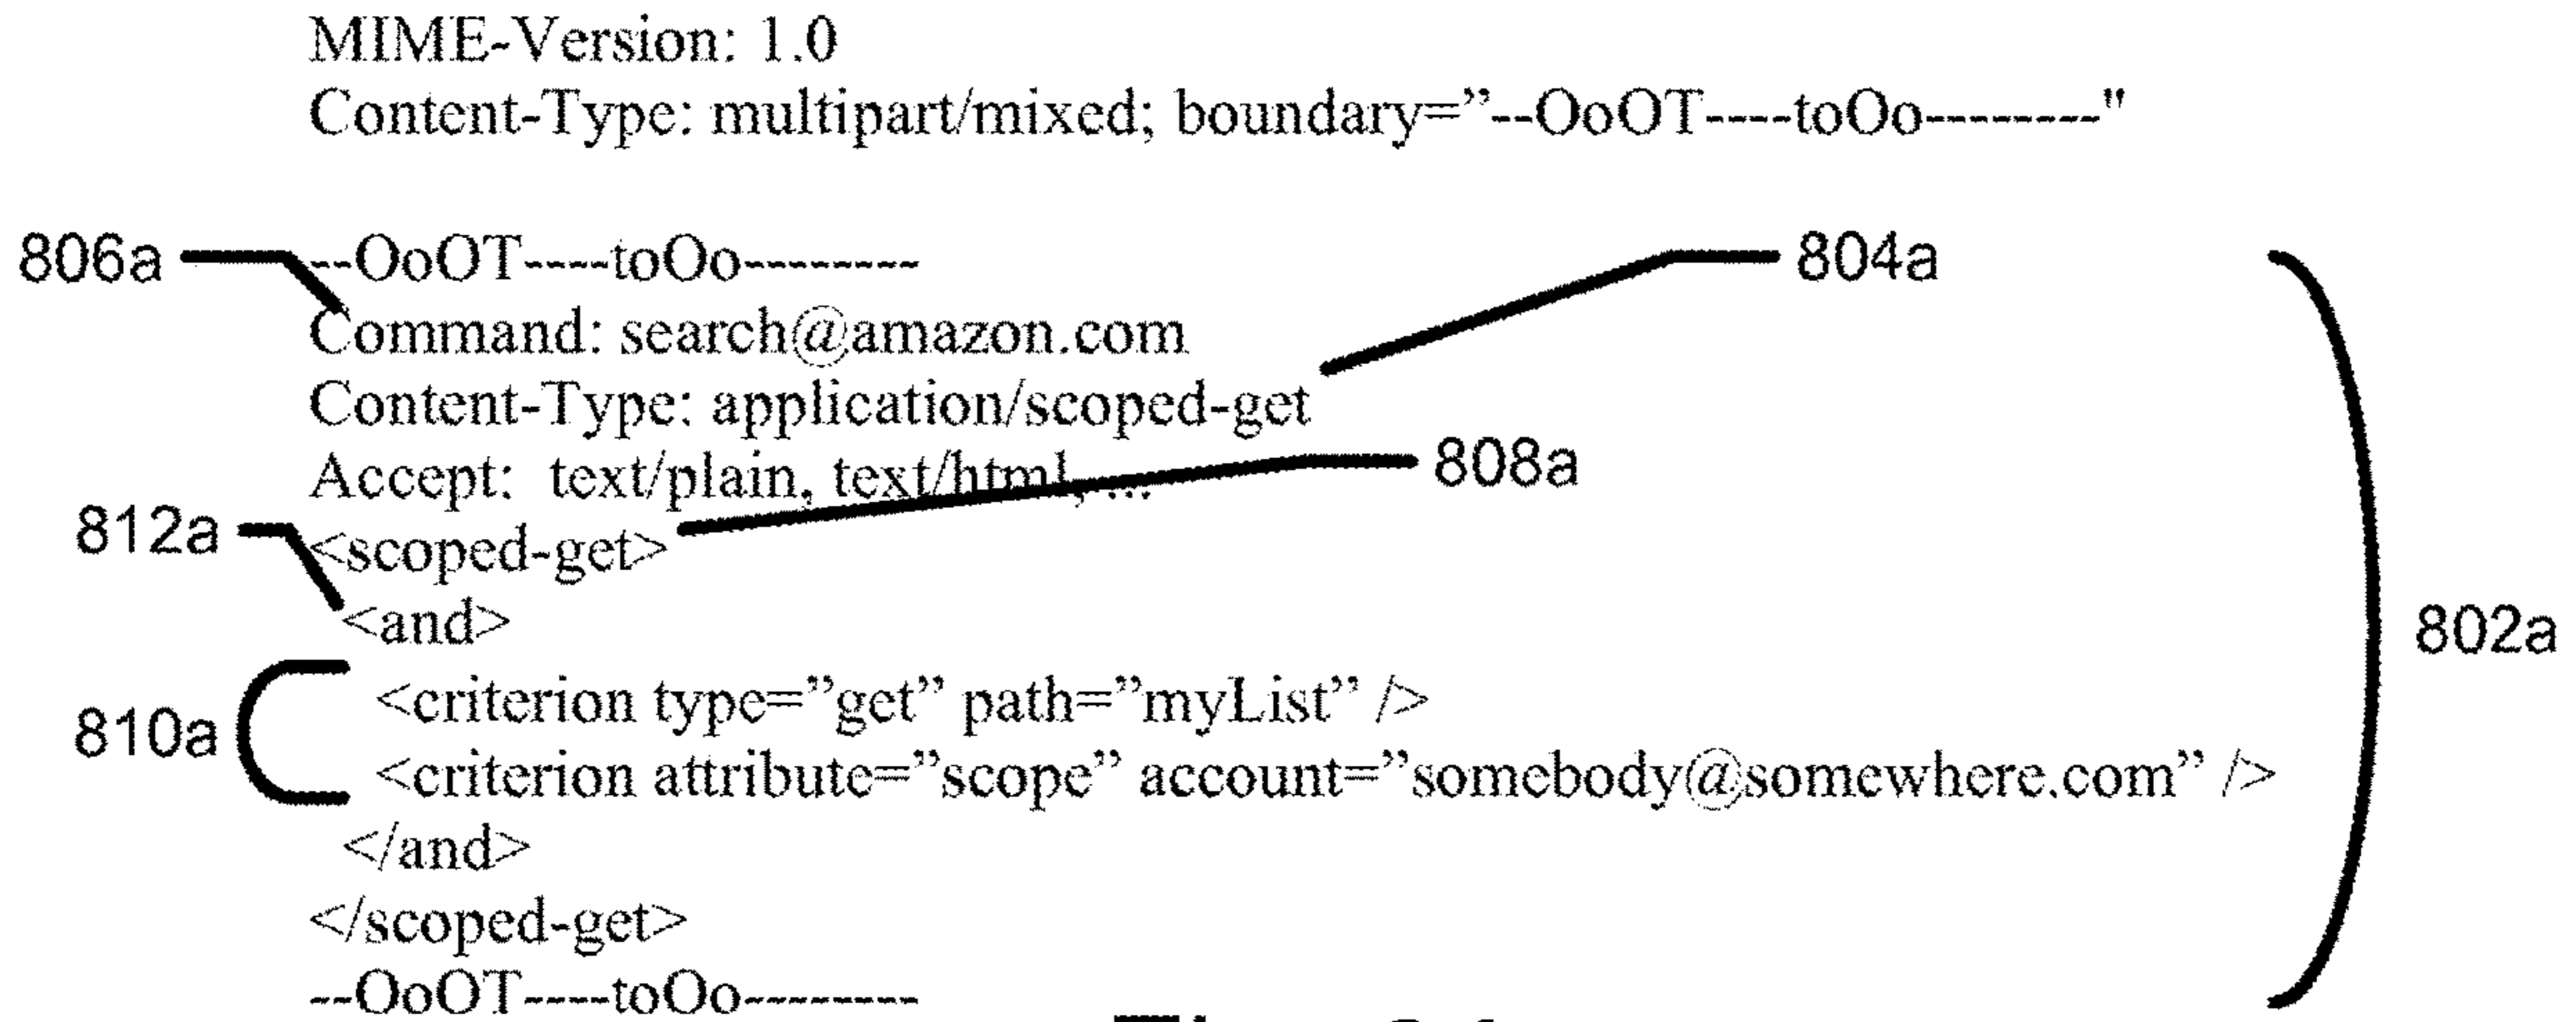 MIME-Version: 1.0
Content-Type: multipart/mixed; boundary=”--OoOT----toOo--------"
806a --OoOT----toOo-------- 804a
Command: search@amazon.com
Content-Type: application/scoped-get
Accept: text/plain, text/html, ... 808a
812a <scoped-get>
<and> 802a
<criterion type=”get” path=”myList” />
810a
<criterion attribute=”scope” account=”somebody@somewhere.com” />
</and>
</scoped-get>
--OoOT----toOo--------